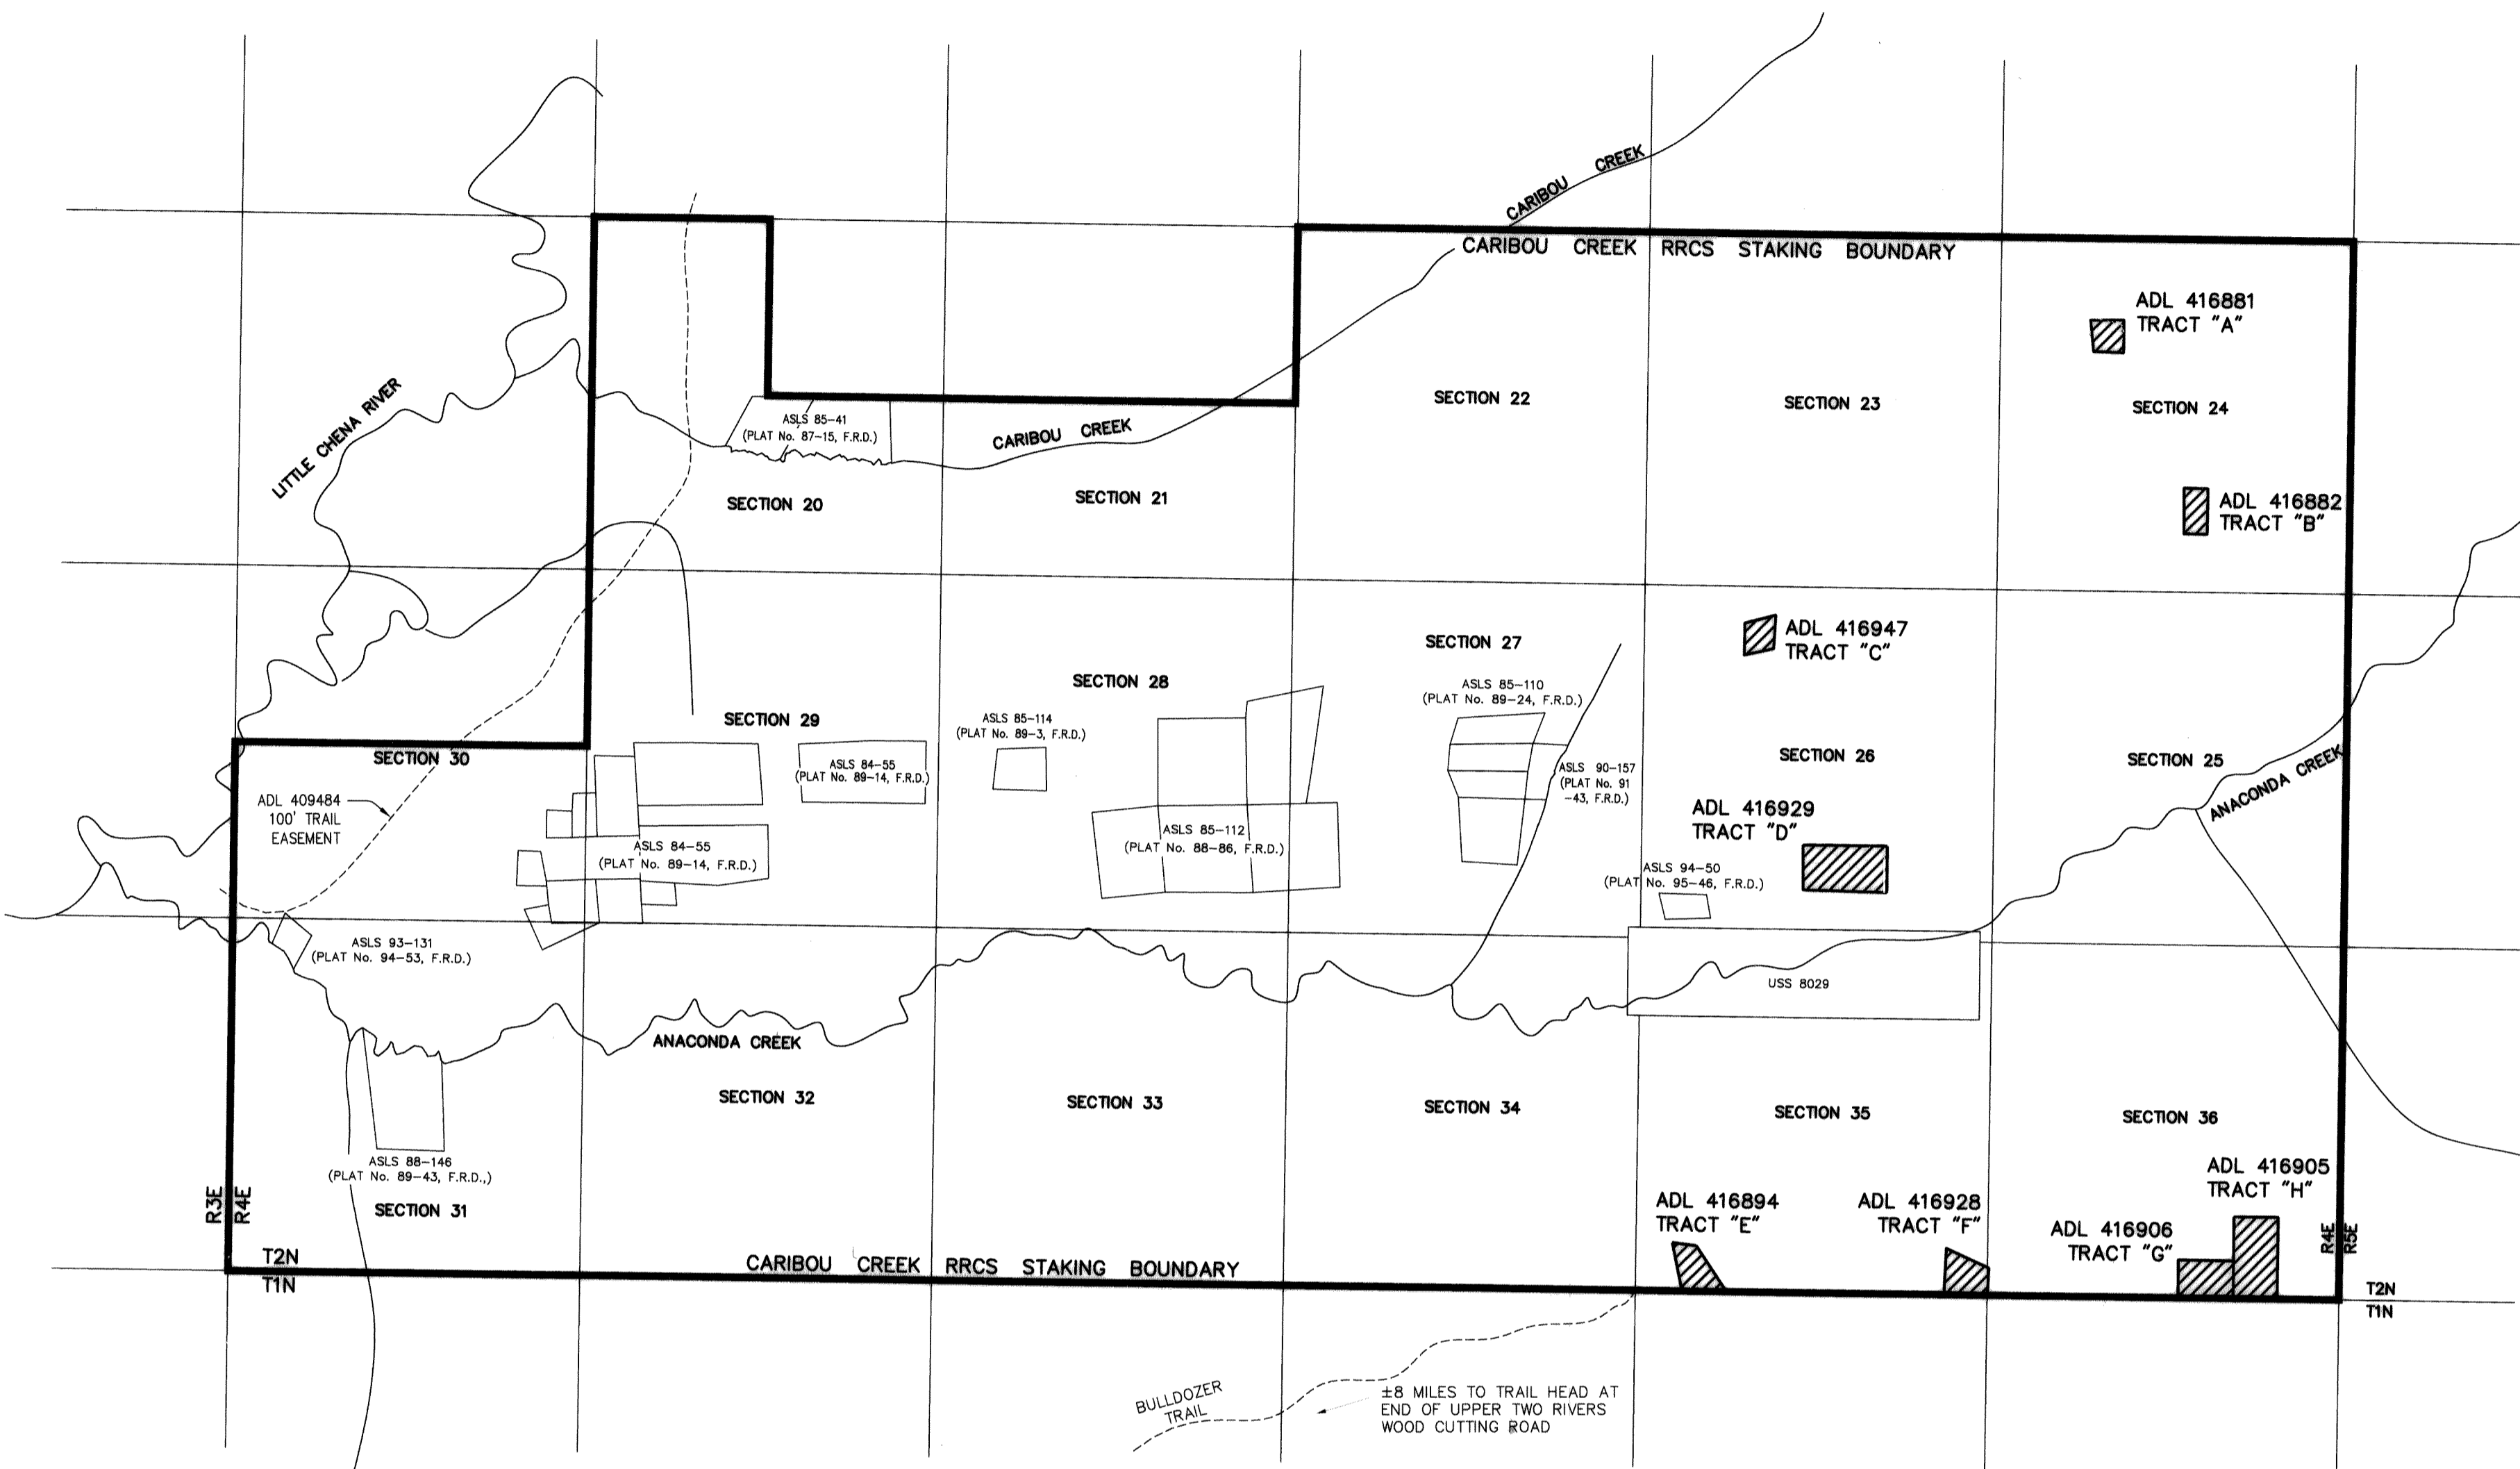 CARIBOU CREEK
CARIBOU CREEK RRCS STAKING BOUNDARY
ADL 416881
TRACT "A"
LITTLE CHENA RIVER
SECTION 22
SECTION 23
SECTION 24
ASLS 85-41
(PLAT No. 87-15, F.R.D.)
CARIBOU CREEK
SECTION 20
SECTION 21
ADL 416882
TRACT "B"
SECTION 27
ADL 416947
TRACT "C"
SECTION 28
ASLS 85-110
(PLAT No. 89-24, F.R.D.)
SECTION 29
ASLS 85-114
(PLAT No. 89-3, F.R.D.)
SECTION 30
ASLS 84-55
(PLAT No. 89-14, F.R.D.)
ASLS 90-157
(PLAT No. 91
-43, F.R.D.)
SECTION 26
SECTION 25
ANACONDA CREEK
ADL 409484
100' TRAIL
EASEMENT
ADL 416929
TRACT "D"
ASLS 84-55
(PLAT No. 89-14, F.R.D.)
ASLS 85-112
(PLAT No. 88-86, F.R.D.)
ASLS 94-50
(PLAT No. 95-46, F.R.D.)
ASLS 93-131
(PLAT No. 94-53, F.R.D.)
USS 8029
ANACONDA CREEK
SECTION 32
SECTION 33
SECTION 34
SECTION 35
SECTION 36
ASLS 88-146
(PLAT No. 89-43, F.R.D.,)
SECTION 31
R3E
R4E
ADL 416894
TRACT "E"
ADL 416928
TRACT "F"
ADL 416905
TRACT "H"
ADL 416906
TRACT "G"
R4E
R5E
T2N
T1N
CARIBOU CREEK RRCS STAKING BOUNDARY
T2N
T1N
BULLDOZER
TRAIL
±8 MILES TO TRAIL HEAD AT
END OF UPPER TWO RIVERS
WOOD CUTTING ROAD